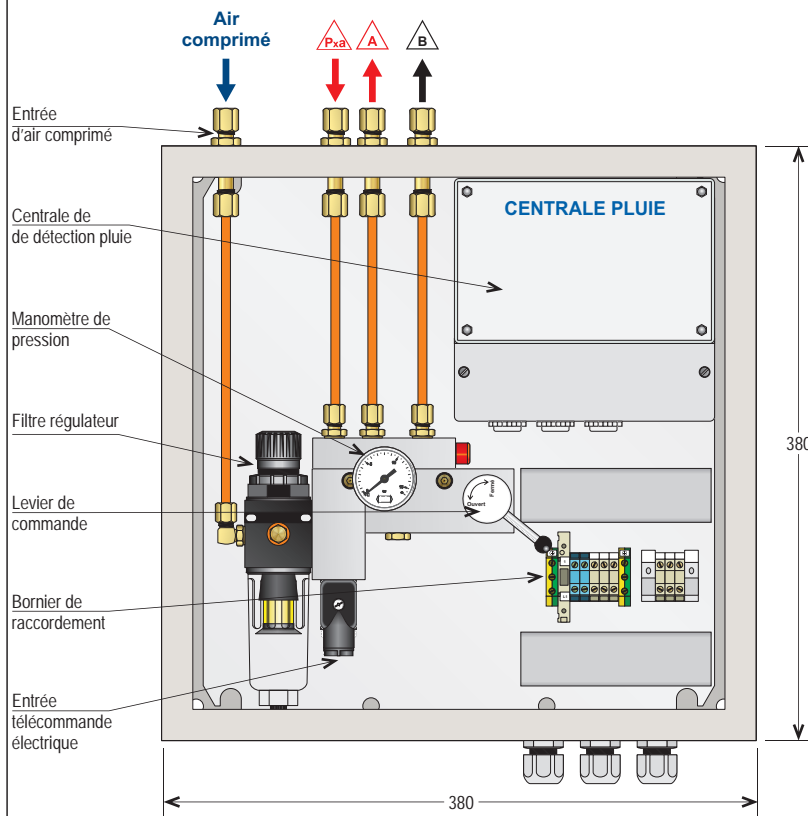 Air
comprimé
Pxa
A
B
Entrée
d'air comprimé
Centrale de
de détection pluie
CENTRALE PLUIE
Manomètre de
pression
Filtre régulateur
380
Levier de
commande
Ouvert
Fermé
Bornier de
raccordement
Entrée
télécommande
électrique
380